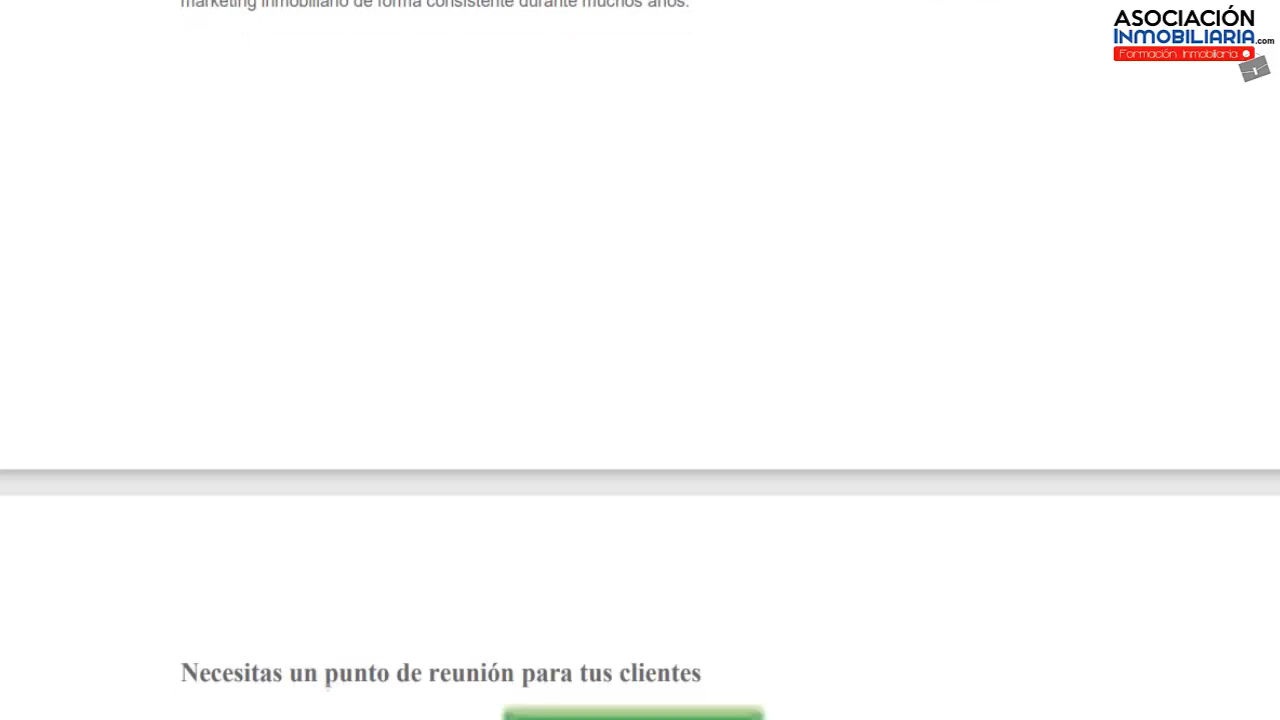 marketing inmobiliario de forma consistente durante muchos años.
ASOCIACIÓN
INMOBILIARIA.com
Formación Inmobiliaria
Necesitas un punto de reunión para tus clientes